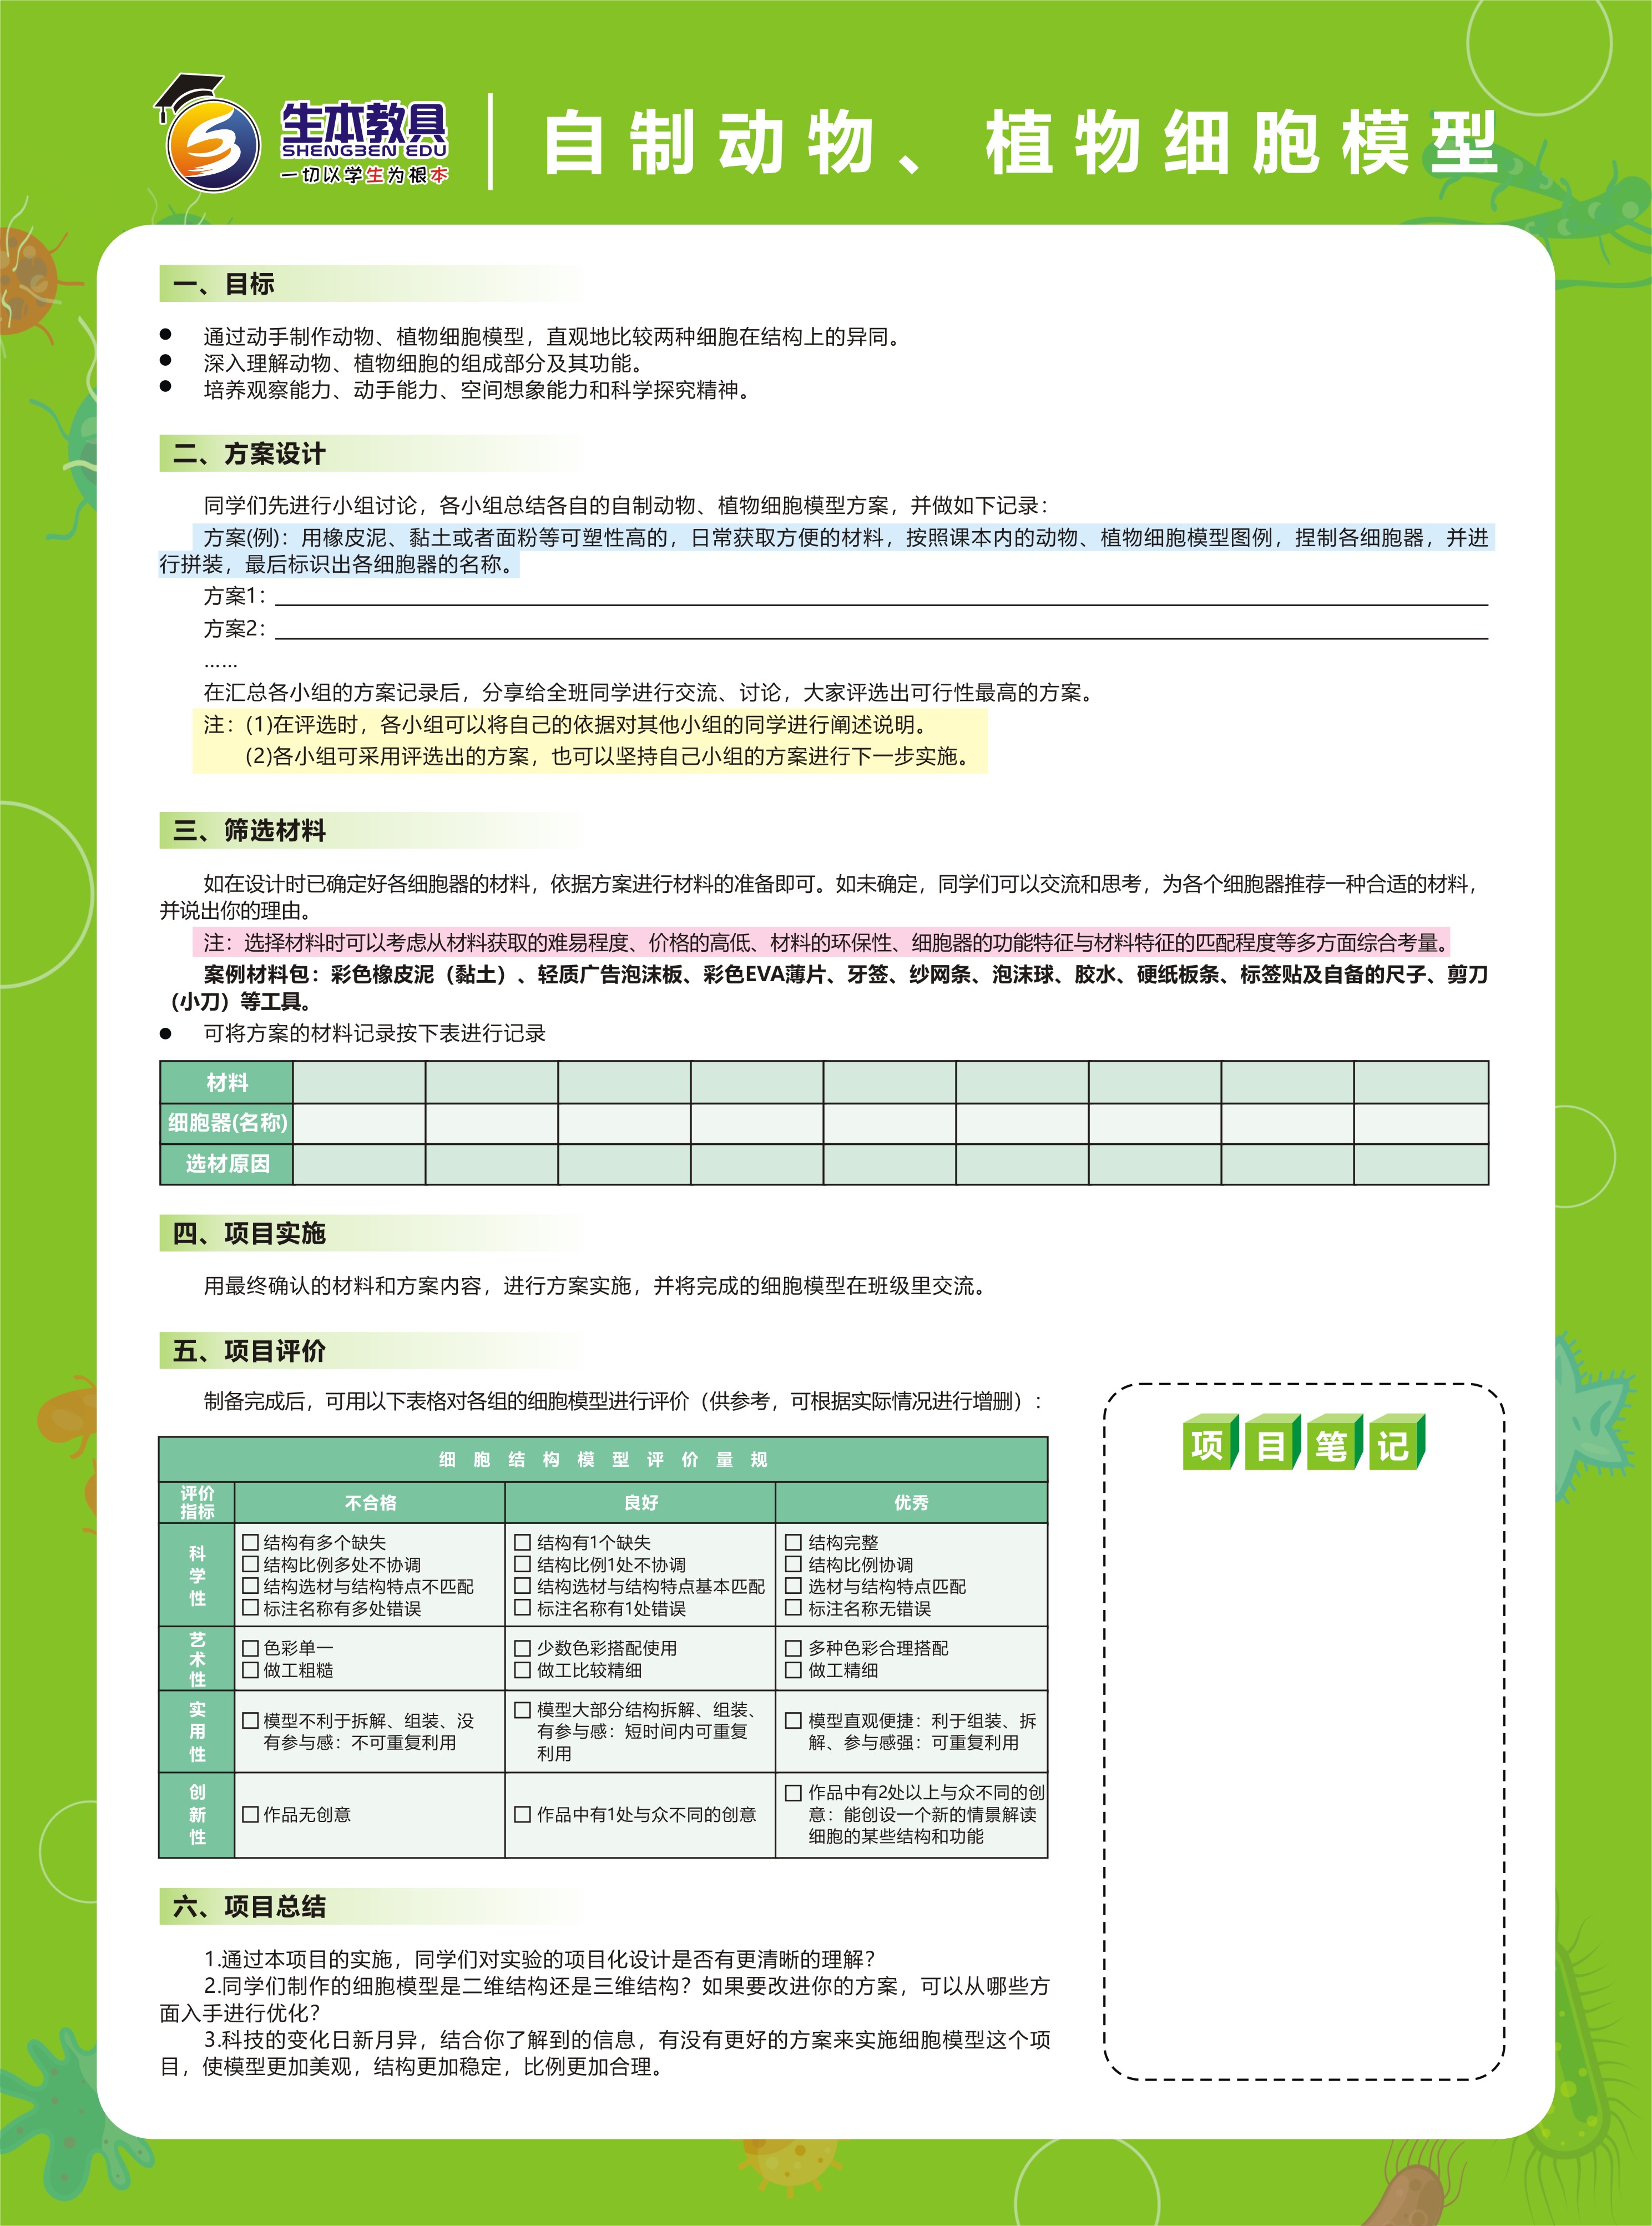 生本教具
SHENGBEN EDU
一切以学生为根本
自制动物、植物细胞模型
一、目标
● 通过动手制作动物、植物细胞模型，直观地比较两种细胞在结构上的异同。
● 深入理解动物、植物细胞的组成部分及其功能。
● 培养观察能力、动手能力、空间想象能力和科学探究精神。
二、方案设计
同学们先进行小组讨论，各小组总结各自的自制动物、植物细胞模型方案，并做如下记录：
方案(例)：用橡皮泥、黏土或者面粉等可塑性高的，日常获取方便的材料，按照课本内的动物、植物细胞模型图例，捏制各细胞器，并进
行拼装，最后标识出各细胞器的名称。
方案1：
方案2：
……
在汇总各小组的方案记录后，分享给全班同学进行交流、讨论，大家评选出可行性最高的方案。
注：(1)在评选时，各小组可以将自己的依据对其他小组的同学进行阐述说明。
(2)各小组可采用评选出的方案，也可以坚持自己小组的方案进行下一步实施。
三、筛选材料
如在设计时已确定好各细胞器的材料，依据方案进行材料的准备即可。如未确定，同学们可以交流和思考，为各个细胞器推荐一种合适的材料，
并说出你的理由。
注：选择材料时可以考虑从材料获取的难易程度、价格的高低、材料的环保性、细胞器的功能特征与材料特征的匹配程度等多方面综合考量。
案例材料包：彩色橡皮泥（黏土）、轻质广告泡沫板、彩色EVA薄片、牙签、纱网条、泡沫球、胶水、硬纸板条、标签贴及自备的尺子、剪刀
（小刀）等工具。
● 可将方案的材料记录按下表进行记录
材料
细胞器(名称)
选材原因
四、项目实施
用最终确认的材料和方案内容，进行方案实施，并将完成的细胞模型在班级里交流。
五、项目评价
制备完成后，可用以下表格对各组的细胞模型进行评价（供参考，可根据实际情况进行增删）：
细胞结构模型评价量规
评价
指标
不合格
良好
优秀
科学性
□ 结构有多个缺失
□ 结构比例多处不协调
□ 结构选材与结构特点不匹配
□ 标注名称有多处错误
□ 结构有1个缺失
□ 结构比例1处不协调
□ 结构选材与结构特点基本匹配
□ 标注名称有1处错误
□ 结构完整
□ 结构比例协调
□ 选材与结构特点匹配
□ 标注名称无错误
艺术性
□ 色彩单一
□ 做工粗糙
□ 少数色彩搭配使用
□ 做工比较精细
□ 多种色彩合理搭配
□ 做工精细
实用性
□ 模型不利于拆解、组装、没
有参与感：不可重复利用
□ 模型大部分结构拆解、组装、
有参与感：短时间内可重复
利用
□ 模型直观便捷：利于组装、拆
解、参与感强：可重复利用
创新性
□ 作品无创意
□ 作品中有1处与众不同的创意
□ 作品中有2处以上与众不同的创
意：能创设一个新的情景解读
细胞的某些结构和功能
项目笔记
六、项目总结
1.通过本项目的实施，同学们对实验的项目化设计是否有更清晰的理解？
2.同学们制作的细胞模型是二维结构还是三维结构？如果要改进你的方案，可以从哪些方
面入手进行优化？
3.科技的变化日新月异，结合你了解到的信息，有没有更好的方案来实施细胞模型这个项
目，使模型更加美观，结构更加稳定，比例更加合理。